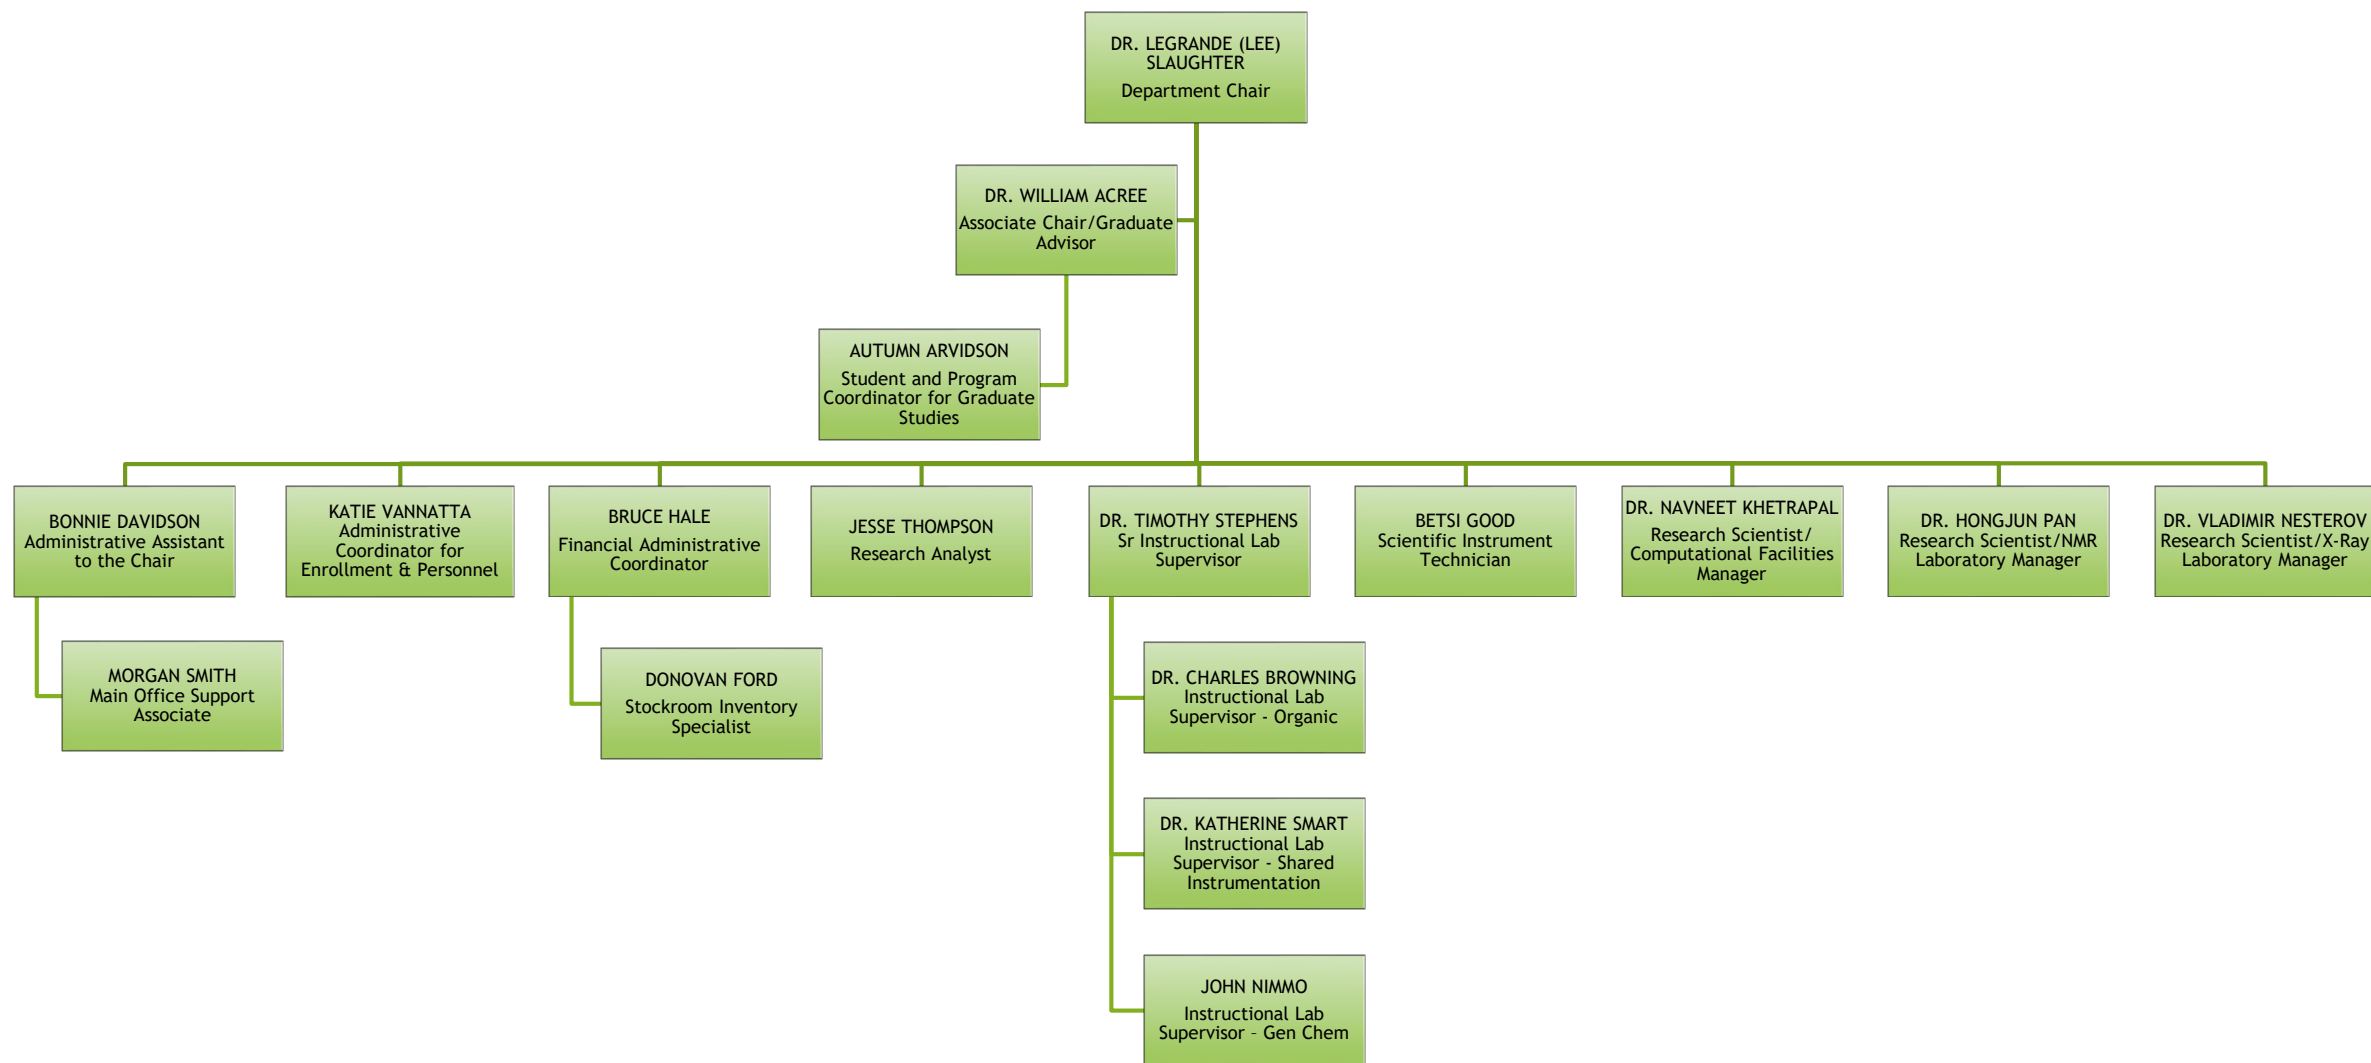 DR. LEGRANDE (LEE)
SLAUGHTER
Department Chair
DR. WILLIAM ACREE
Associate Chair/Graduate
Advisor
AUTUMN ARVIDSON
Student and Program
Coordinator for Graduate
Studies
BONNIE DAVIDSON
Administrative Assistant
to the Chair
KATIE VANNATTA
Administrative
Coordinator for
Enrollment & Personnel
BRUCE HALE
Financial Administrative
Coordinator
JESSE THOMPSON
Research Analyst
DR. TIMOTHY STEPHENS
Sr Instructional Lab
Supervisor
BETSI GOOD
Scientific Instrument
Technician
DR. NAVNEET KHETRAPAL
Research Scientist/
Computational Facilities
Manager
DR. HONGJUN PAN
Research Scientist/NMR
Laboratory Manager
DR. VLADIMIR NESTEROV
Research Scientist/X-Ray
Laboratory Manager
MORGAN SMITH
Main Office Support
Associate
DONOVAN FORD
Stockroom Inventory
Specialist
DR. CHARLES BROWNING
Instructional Lab
Supervisor - Organic
DR. KATHERINE SMART
Instructional Lab
Supervisor - Shared
Instrumentation
JOHN NIMMO
Instructional Lab
Supervisor – Gen Chem